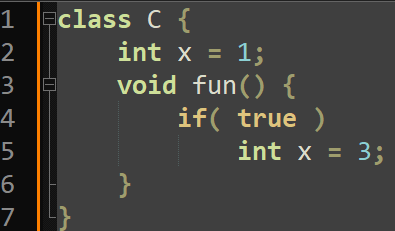 1 class C {
2     int x = 1;
3     void fun() {
4         if( true )
5             int x = 3;
6     }
7 }